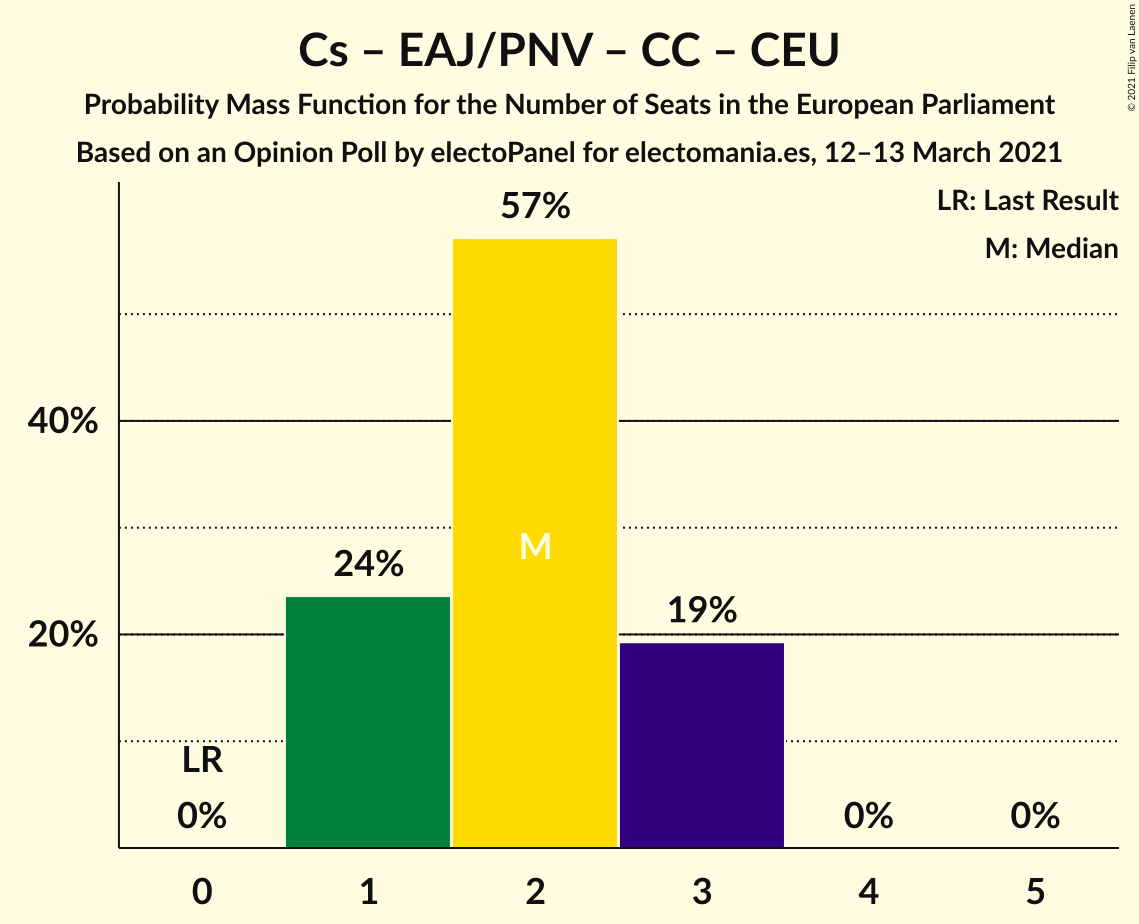 Cs – EAJ/PNV – CC – CEU
Probability Mass Function for the Number of Seats in the European Parliament
Based on an Opinion Poll by electoPanel for electomania.es, 12–13 March 2021
© 2021 Filip van Laenen
LR: Last Result
M: Median
57%
40%
M
24%
19%
20%
LR
0%
0%
0%
0
1
2
3
4
5